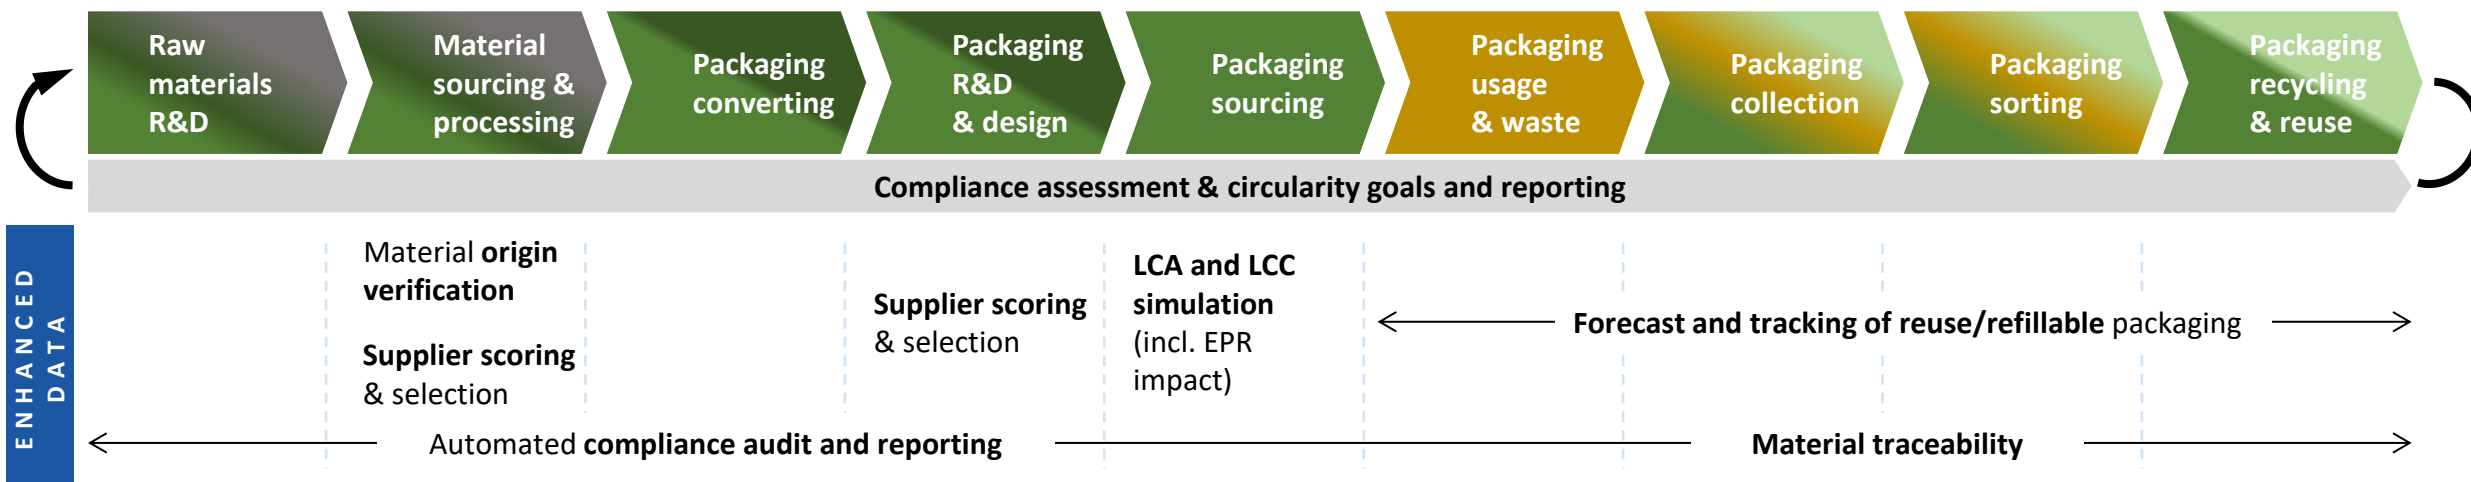 Raw
materials
R&D
Material
sourcing &
processing
Packaging
converting
Packaging
R&D
& design
Packaging
sourcing
Packaging
usage
& waste
Packaging
collection
Packaging
sorting
Packaging
recycling
& reuse
Compliance assessment & circularity goals and reporting
ENHANCED
DATA
Material origin
verification
Supplier scoring
& selection
Supplier scoring
& selection
LCA and LCC
simulation
(incl. EPR
impact)
Forecast and tracking of reuse/refillable packaging
Automated compliance audit and reporting
Material traceability